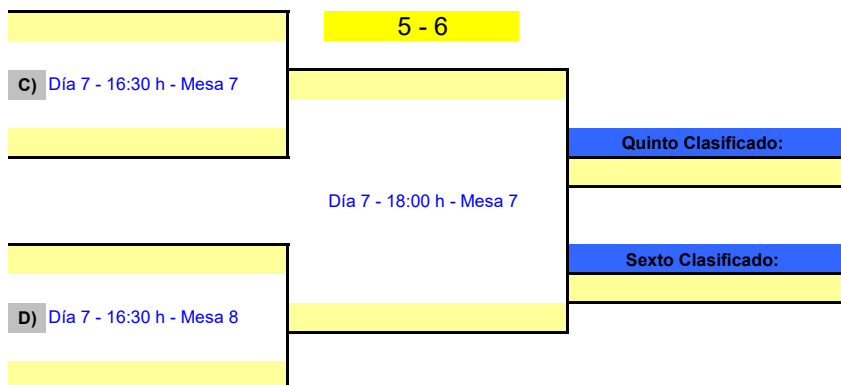 5 - 6
C) Día 7 - 16:30 h - Mesa 7
Quinto Clasificado:
Día 7 - 18:00 h - Mesa 7
Sexto Clasificado:
D) Día 7 - 16:30 h - Mesa 8